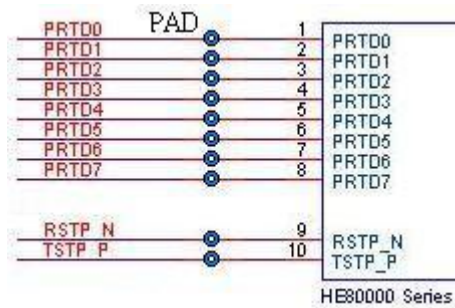 PAD
PRTD0 1 PRTD0
PRTD1 2 PRTD1
PRTD2 3 PRTD2
PRTD3 4 PRTD3
PRTD4 5 PRTD4
PRTD5 6 PRTD5
PRTD6 7 PRTD6
PRTD7 8 PRTD7
RSTP_N 9 RSTP_N
TSTP_P 10 TSTP_P
HE80000 Series